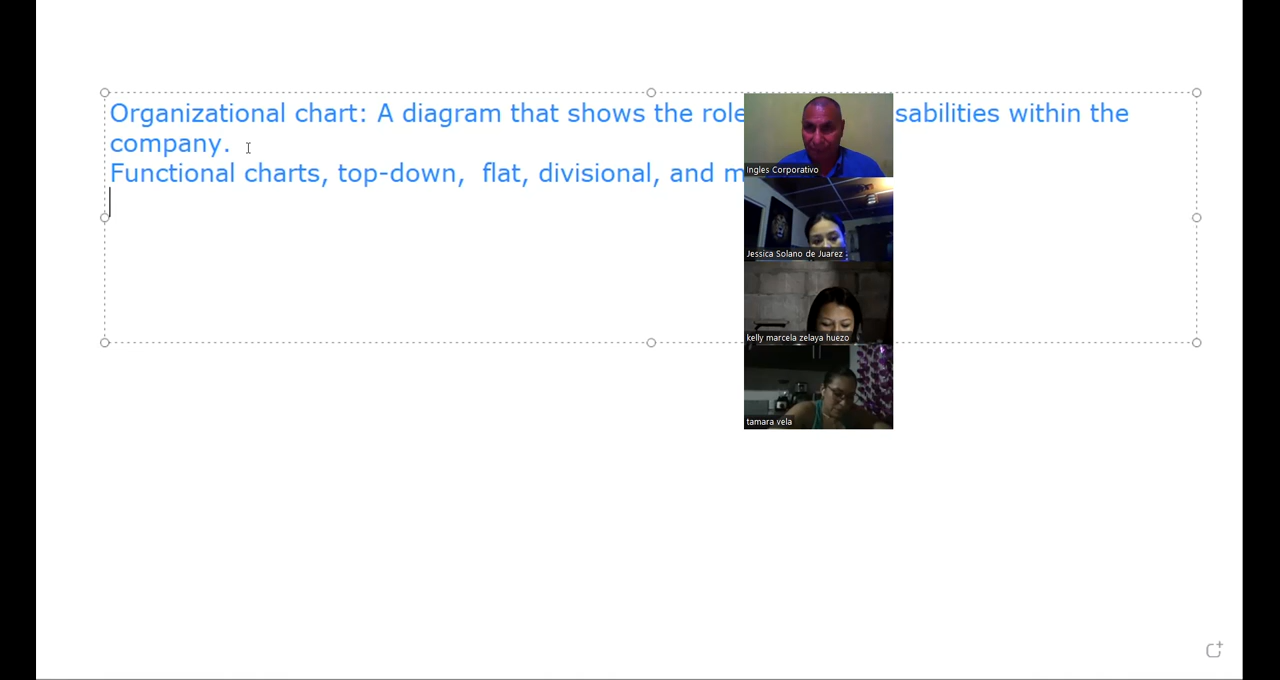 Organizational chart: A diagram that shows the sabilities within the
company.
Functional charts, top-down, flat, divisional, and
Ingles Corporativo
Jessica Solano de Juarez
kelly marcela zelaya huezo
tamara vela